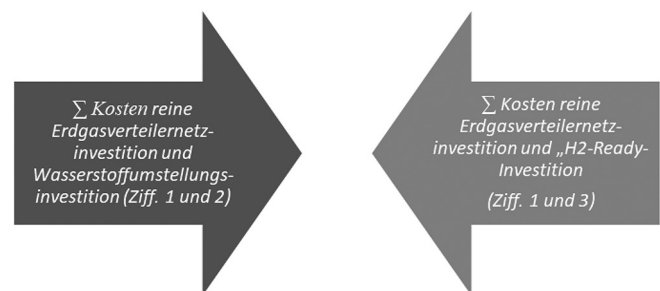 ∑ Kosten reine
Erdgasverteilernetz-
investition und
Wasserstoffumstellungs-
investition (Ziff. 1 und 2)
∑ Kosten reine
Erdgasverteilernetz-
investition und „H2-Ready-
Investition
(Ziff. 1 und 3)